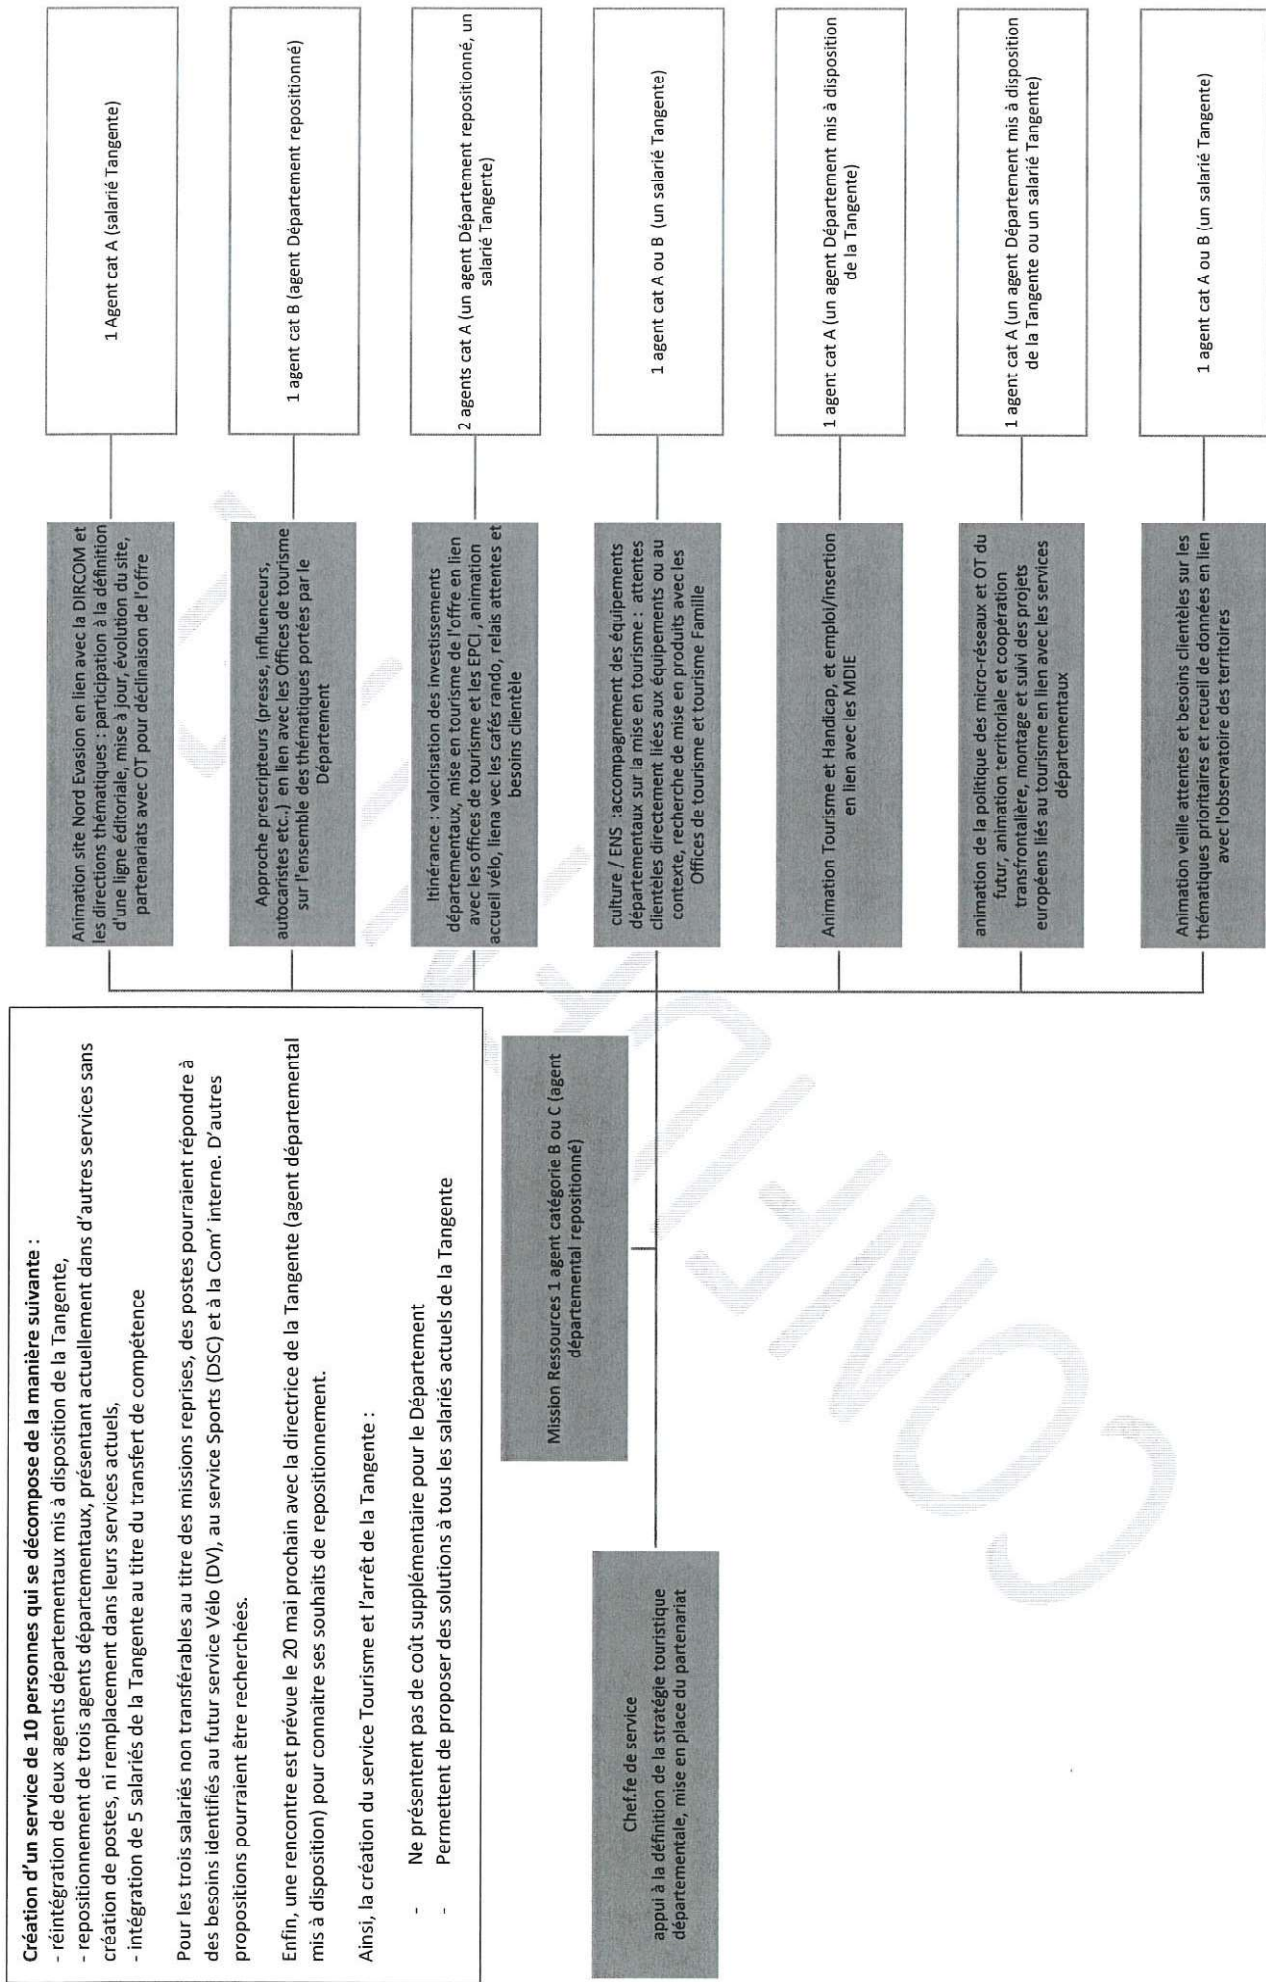 Création d'un service de 10 personnes qui se décompose de la manière suivante :
- réintégration de deux agents départementaux mis à disposition de la Tangente,
- repositionnement de trois agents départementaux, présentant actuellement dans d'autres services sans
création de postes, ni remplacement dans leurs services actuels,
- intégration de 5 salariés de la Tangente au titre du transfert de compétence
Pour les trois salariés non transférables au titre des missions reprises, des postes pourraient répondre à
des besoins identifiés au futur service Vélo (DV), au service Sports (DSC) et à la Com' interne. D'autres
propositions pourraient être recherchées.
Enfin, une rencontre est prévue le 20 mai prochain avec la directrice de la Tangente (agent départemental
mis à disposition) pour connaitre ses souhaits de repositionnement.
Ainsi, la création du service Tourisme et l'arrêt de la Tangente :
- Ne présentent pas de coût supplémentaire pour le Département
- Permettent de proposer des solutions à tous les salariés actuels de la Tangente
Chef.fe de service
appui à la définition de la stratégie touristique
départementale, mise en place du partenariat
Mission Ressources 1 agent catégorie B ou C (agent
départemental repositionné)
Animation site Nord Evasion en lien avec la DIRCOM et
les directions thématiques : participation à la définition
d'une ligne éditoriale, mise à jour, évolution du site,
partenariats avec OT pour déclinaison de l'offre
1 Agent cat A (salarié Tangente)
Approche prescripteurs (presse, influenceurs,
autocaristes etc.) en lien avec les Offices de tourisme
sur l'ensemble des thématiques portées par le
Département
1 agent cat B (agent Département repositionné)
Itinérance : valorisation des investissements
départementaux, mise en tourisme de l'offre en lien
avec les offices de tourisme et les EPCI , animation
accueil vélo, liena vec les cafés rando, relais attentes et
besoins clientèle
2 agents cat A (un agent Département repositionné, un
salarié Tangente)
culture / ENS :accompagnement des équipements
départementaux sur la mise en tourisme : attentes
clientèles directement liées aux équipements ou au
contexte, recherche de mise en produits avec les
Offices de tourisme et tourisme Famille
1 agent cat A ou B (un salarié Tangente)
Animation Tourisme et Handicap, et emploi/insertion
en lien avec les MDIE
1 agent cat A (un agent Département mis à disposition
de la Tangente)
animation de la politique des micro-réseaux et OT du
futur, animation territoriale et coopération
transfrontalière, montage et suivi des projets
européens liés au tourisme en lien avec les services
départementaux
1 agent cat A (un agent Département mis à disposition
de la Tangente ou un salarié Tangente)
Animation veille attentes et besoins clientèles sur les
thématiques prioritaires et recueil de données en lien
avec l'observatoire des territoires
1 agent cat A ou B (un salarié Tangente)